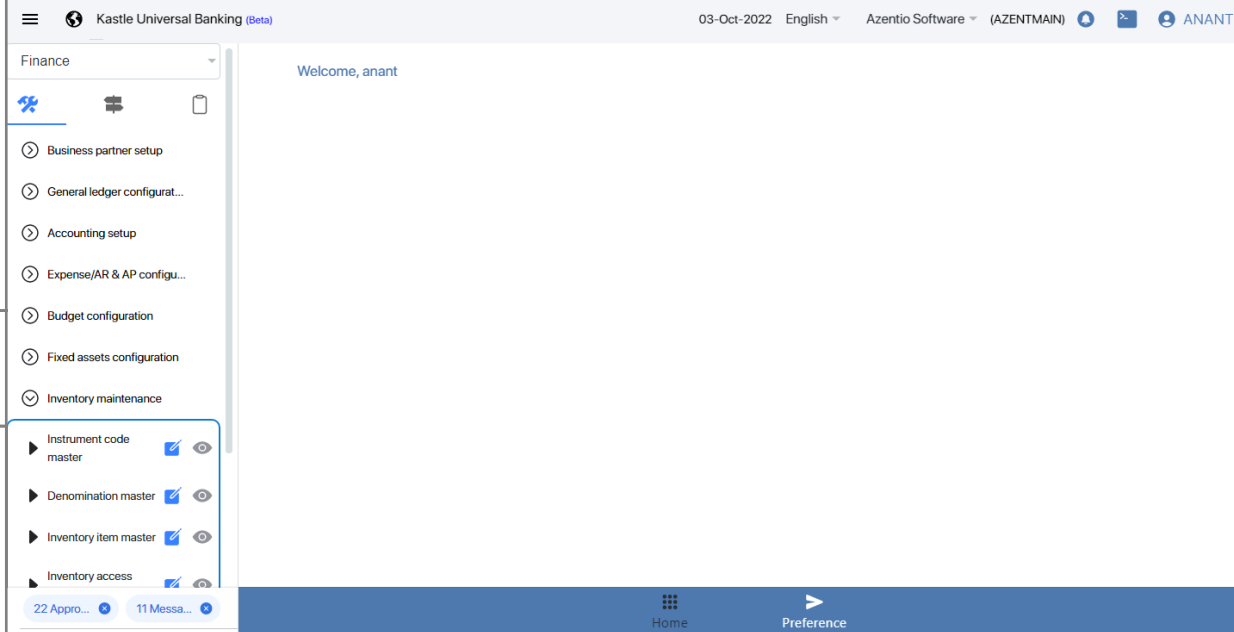 Kastle Universal Banking (Beta)
03-Oct-2022 English Azentio Software (AZENTMAIN) ANANT
Finance
Welcome, anant
Business partner setup
General ledger configurat...
Accounting setup
Expense/AR & AP configu...
Budget configuration
Fixed assets configuration
Inventory maintenance
Instrument code
master
Denomination master
Inventory item master
Inventory access
22 Appro...
11 Messa...
Home
Preference